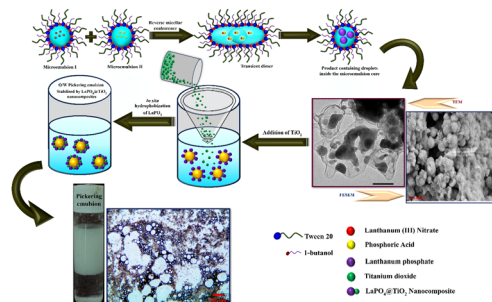 Reverse micellar
coalescence
Microemulsion I
Microemulsion II
Transient dimer
Product containing droplets
inside the microemulsion core
O/W Pickering emulsion
Stabilized by LaPO₄@TiO₂
nanocomposites
In situ
hydrophobization
of LaPO₄
Addition of TiO₂
TEM
FESEM
Pickering
emulsion
Tween 20
1-butanol
Lanthanum (III) Nitrate
Phosphoric Acid
Lanthanum phosphate
Titanium dioxide
LaPO₄@TiO₂ Nanocomposite